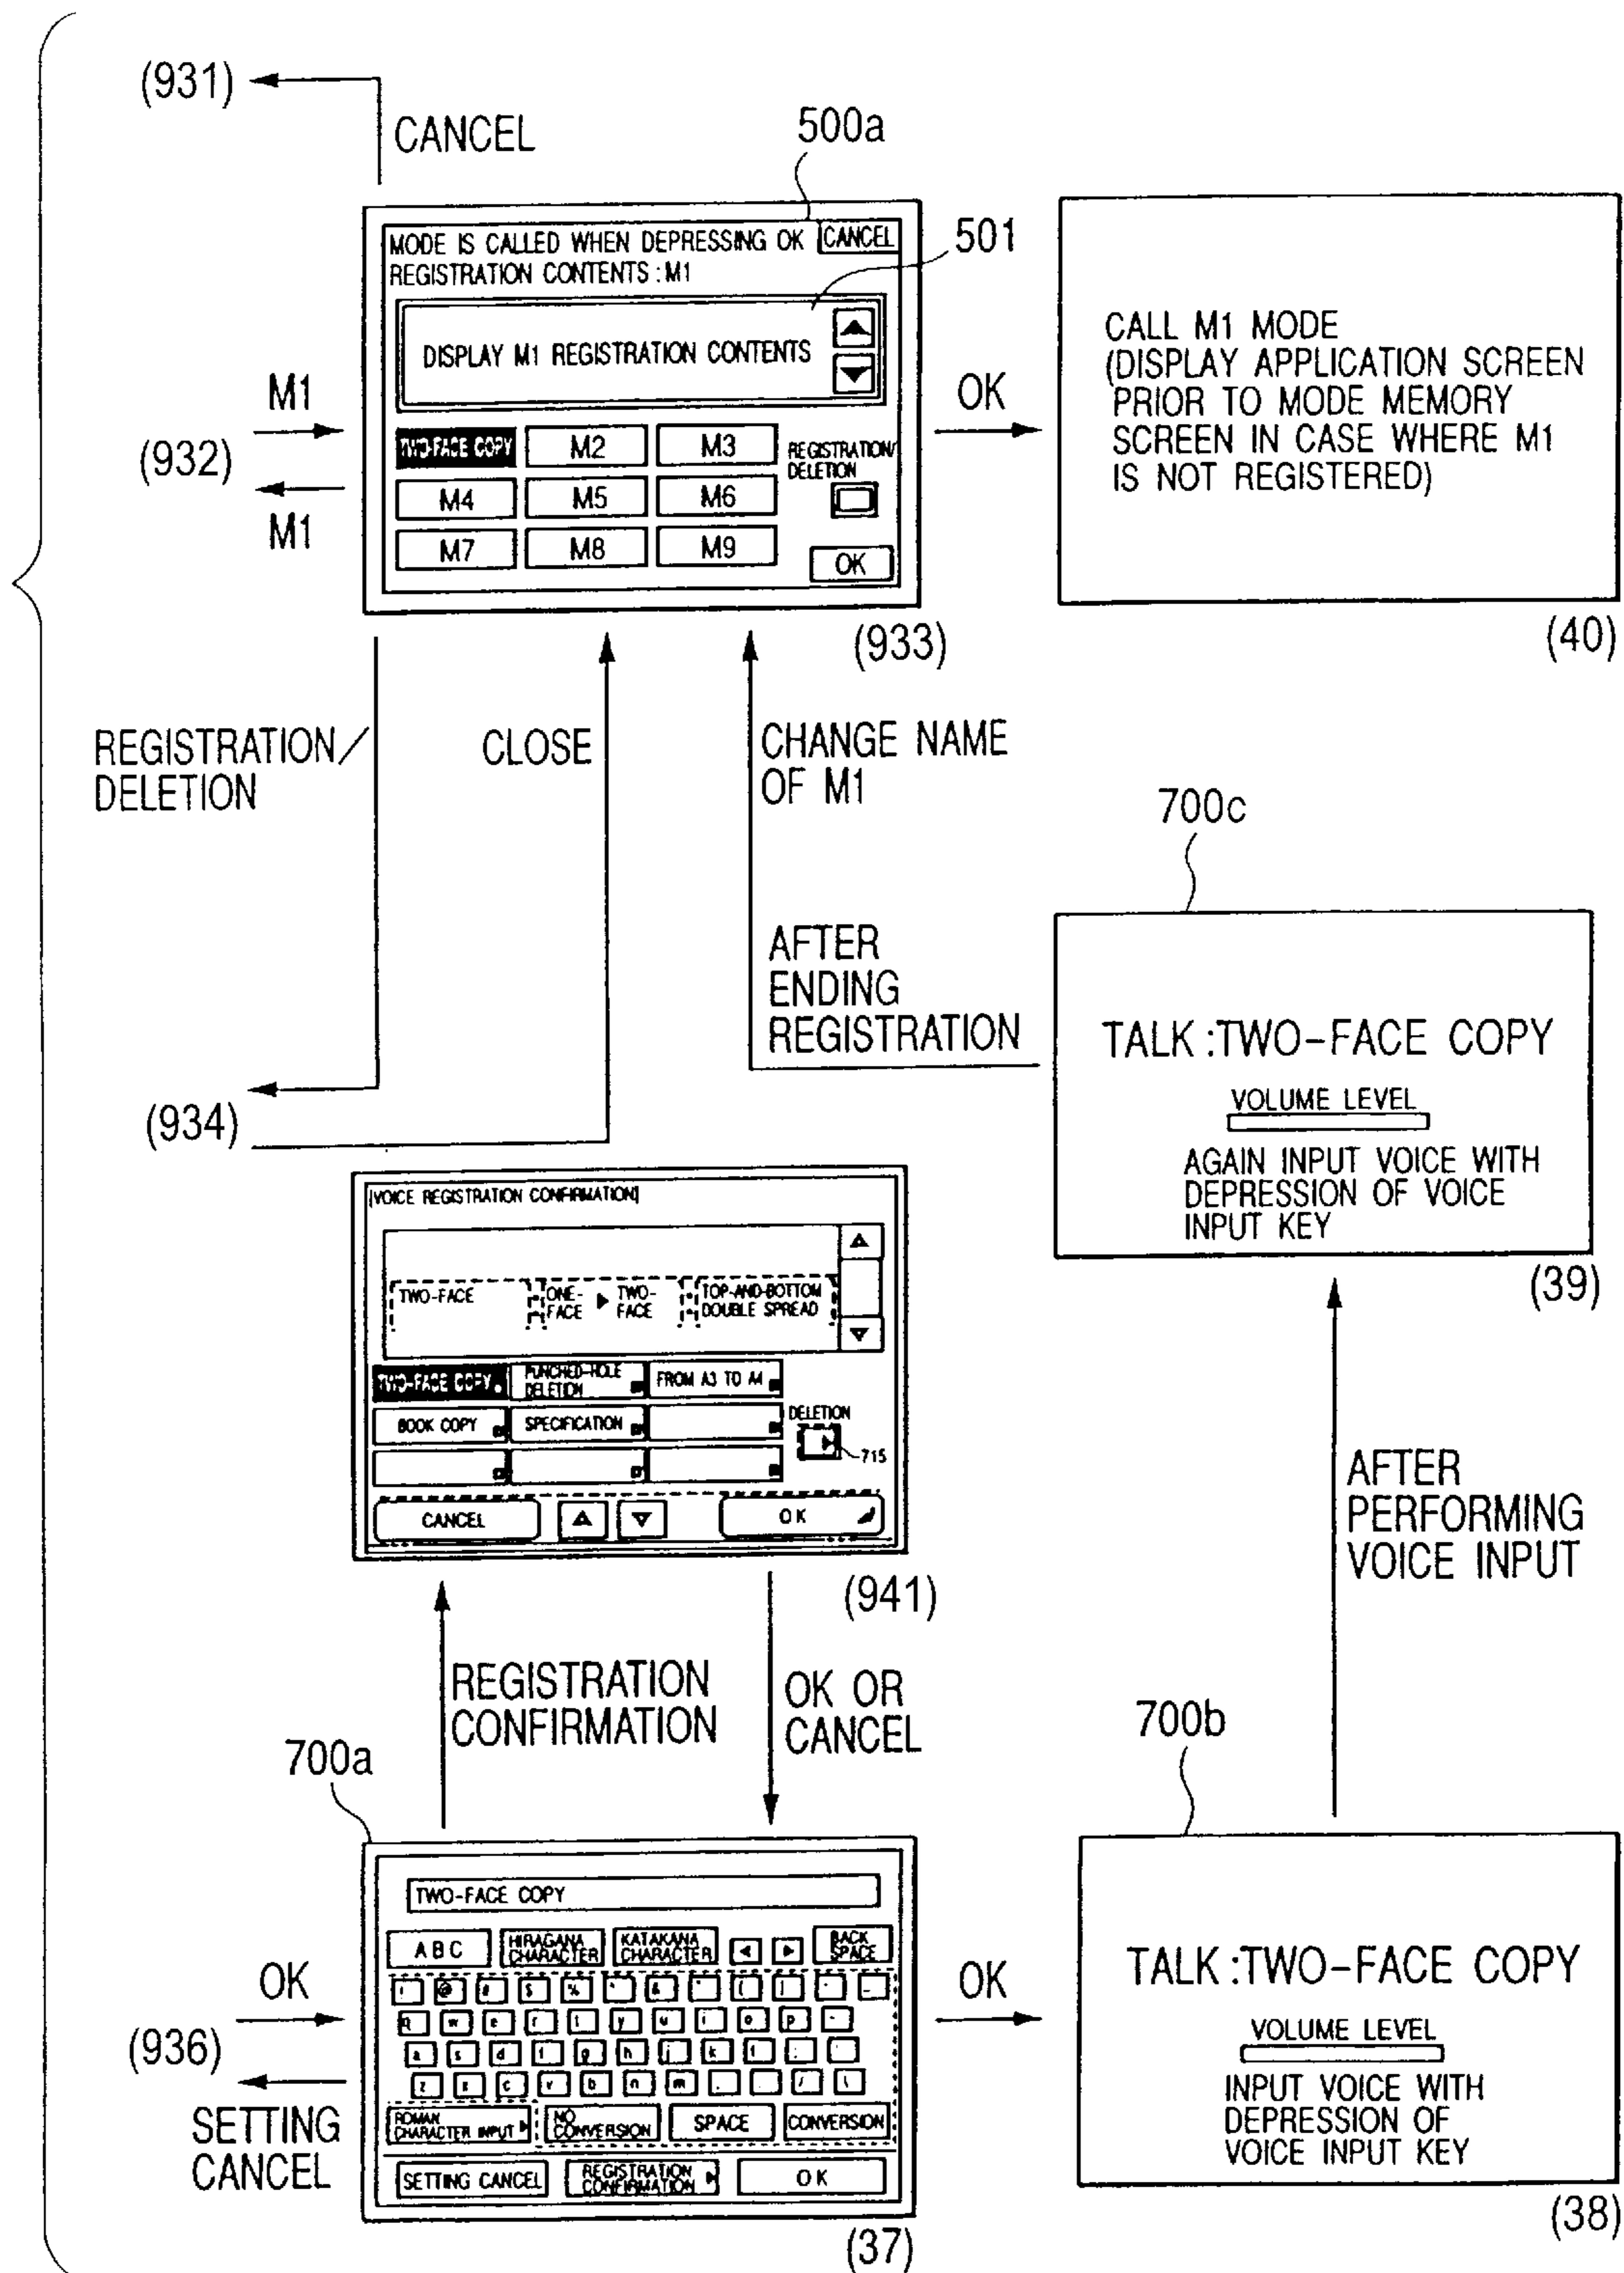 (931)
CANCEL
500a
MODE IS CALLED WHEN DEPRESSING OK
CANCEL
REGISTRATION CONTENTS : M1
501
DISPLAY M1 REGISTRATION CONTENTS
M1
(932)
M1
TWO-FACE COPY
M2
M3
REGISTRATION/
DELETION
M4
M5
M6
M7
M8
M9
OK
(933)
OK
CALL M1 MODE
(DISPLAY APPLICATION SCREEN
PRIOR TO MODE MEMORY
SCREEN IN CASE WHERE M1
IS NOT REGISTERED)
(40)
REGISTRATION/
DELETION
CLOSE
CHANGE NAME
OF M1
700c
AFTER
ENDING
REGISTRATION
TALK :TWO-FACE COPY
VOLUME LEVEL
AGAIN INPUT VOICE WITH
DEPRESSION OF VOICE
INPUT KEY
(39)
(934)
VOICE REGISTRATION CONFIRMATION
TWO-FACE
ONE-
FACE
▶
TWO-
FACE
TOP-AND-BOTTOM
DOUBLE SPREAD
TWO-FACE COPY
PUNCHED-HOLE
DELETION
FROM A3 TO A4
BOOK COPY
SPECIFICATION
DELETION
715
CANCEL
OK
(941)
REGISTRATION
CONFIRMATION
OK OR
CANCEL
AFTER
PERFORMING
VOICE INPUT
700a
700b
TWO-FACE COPY
ABC
HIRAGANA
CHARACTER
KATAKANA
CHARACTER
BACK
SPACE
w e r t y u i o p
a s d f g h j k l
z x c v b n m
ROMAN
CHARACTER INPUT
NO
CONVERSION
SPACE
CONVERSION
SETTING CANCEL
REGISTRATION
CONFIRMATION
OK
(37)
OK
(936)
SETTING
CANCEL
OK
TALK :TWO-FACE COPY
VOLUME LEVEL
INPUT VOICE WITH
DEPRESSION OF
VOICE INPUT KEY
(38)